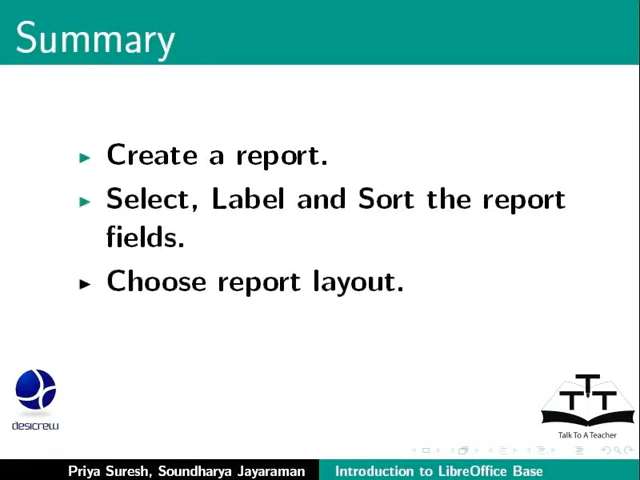 Summary
Create a report.
Select, Label and Sort the report
fields.
Choose report layout.
desicrew
TTT
Talk To A Teacher
Priya Suresh, Soundharya Jayaraman
Introduction to LibreOffice Base